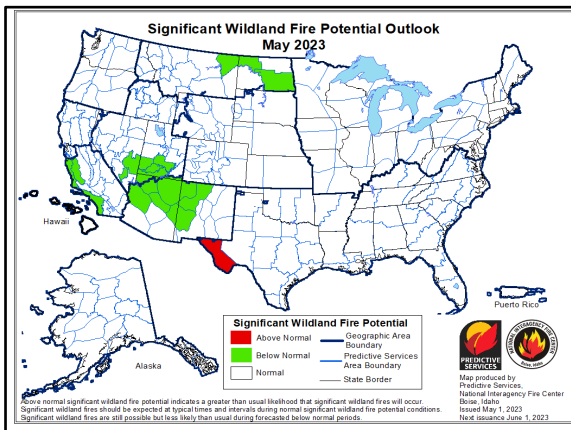 Significant Wildland Fire Potential Outlook
May 2023
Hawaii
Puerto Rico
Alaska
Significant Wildland Fire Potential
Above Normal
Below Normal
Normal
Geographic Area
Boundary
Predictive Services
Area Boundary
State Border
PREDICTIVE
SERVICES
NATIONAL INTERAGENCY FIRE CENTER
Boise, Idaho
Map produced by
Predictive Services,
National Interagency Fire Center
Boise, Idaho
Issued May 1, 2023
Next issuance June 1, 2023
Above normal significant wildland fire potential indicates a greater than usual likelihood that significant wildland fires will occur.
Significant wildland fires should be expected at typical times and intervals during normal significant wildland fire potential conditions.
Significant wildland fires are still possible but less likely than usual during forecasted below normal periods.